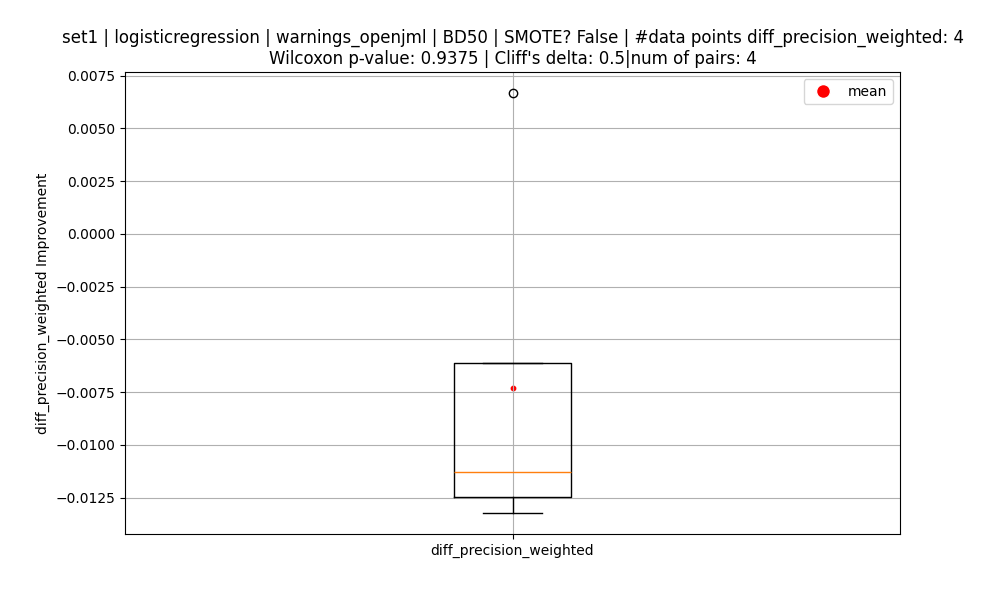 set1 | logisticregression | warnings_openjml | BD50 | SMOTE? False | #data points diff_precision_weighted: 4
Wilcoxon p-value: 0.9375 | Cliff's delta: 0.5|num of pairs: 4
mean
0.0075
0.0050
0.0025
0.0000
−0.0025
−0.0050
−0.0075
−0.0100
−0.0125
diff_precision_weighted Improvement
diff_precision_weighted